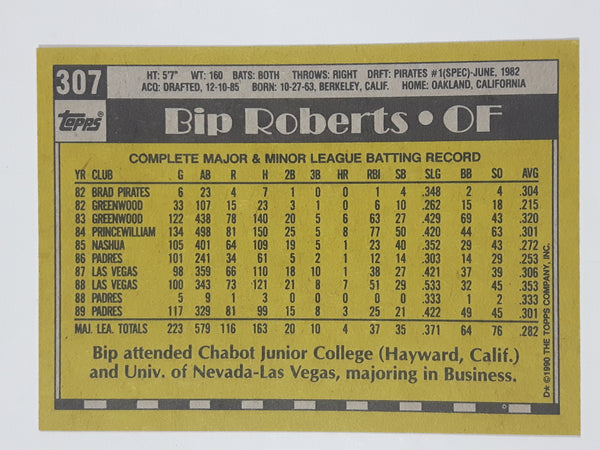 307
HT: 5'7" WT: 160 BATS: BOTH THROWS: RIGHT DRFT: PIRATES #1(SPEC)-JUNE, 1982
ACQ: DRAFTED, 12-10-85 BORN: 10-27-63, BERKELEY, CALIF. HOME: OAKLAND, CALIFORNIA
Topps®
Bip Roberts • OF
COMPLETE MAJOR & MINOR LEAGUE BATTING RECORD
YR CLUB G AB R H 2B 3B HR RBI SB SLG BB SO AVG
82 BRAD PIRATES 6 23 4 7 1 0 0 1 4 .348 2 4 .304
82 GREENWOOD 33 107 15 23 3 1 0 6 10 .262 15 18 .215
83 GREENWOOD 122 438 78 140 20 5 6 63 27 .429 69 43 .320
84 PRINCEWILLIAM 134 498 81 150 25 5 8 77 50 .420 44 63 .301
85 NASHUA 105 401 64 109 19 5 1 23 40 .352 29 43 .272
86 PADRES 101 241 34 61 5 2 1 12 14 .303 14 29 .253
87 LAS VEGAS 98 359 66 110 18 10 1 38 27 .421 37 39 .306
88 LAS VEGAS 100 343 73 121 21 8 7 51 29 .533 32 45 .353
88 PADRES 5 9 1 3 0 0 0 0 0 .333 1 2 .333
89 PADRES 117 329 81 99 15 8 3 25 21 .422 49 45 .301
MAJ. LEA. TOTALS 223 579 116 163 20 10 4 37 35 .371 64 76 .282
Bip attended Chabot Junior College (Hayward, Calif.)
and Univ. of Nevada-Las Vegas, majoring in Business.
D* ©1990 THE TOPPS COMPANY, INC.